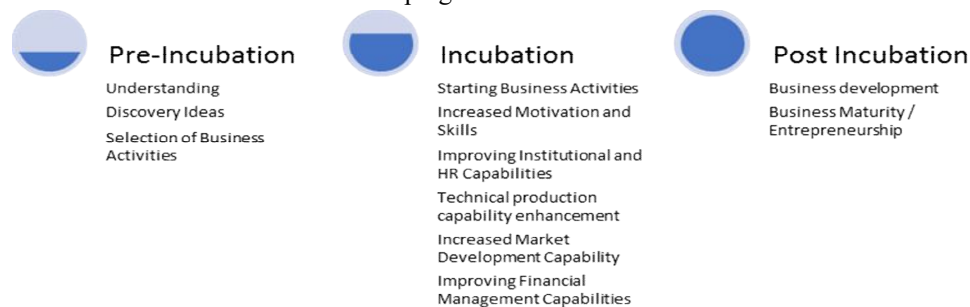 Pre-Incubation
Understanding
Discovery Ideas
Selection of Business
Activities
Incubation
Starting Business Activities
Increased Motivation and
Skills
Improving Institutional and
HR Capabilities
Technical production
capability enhancement
Increased Market
Development Capability
Improving Financial
Management Capabilities
Post Incubation
Business development
Business Maturity /
Entrepreneurship